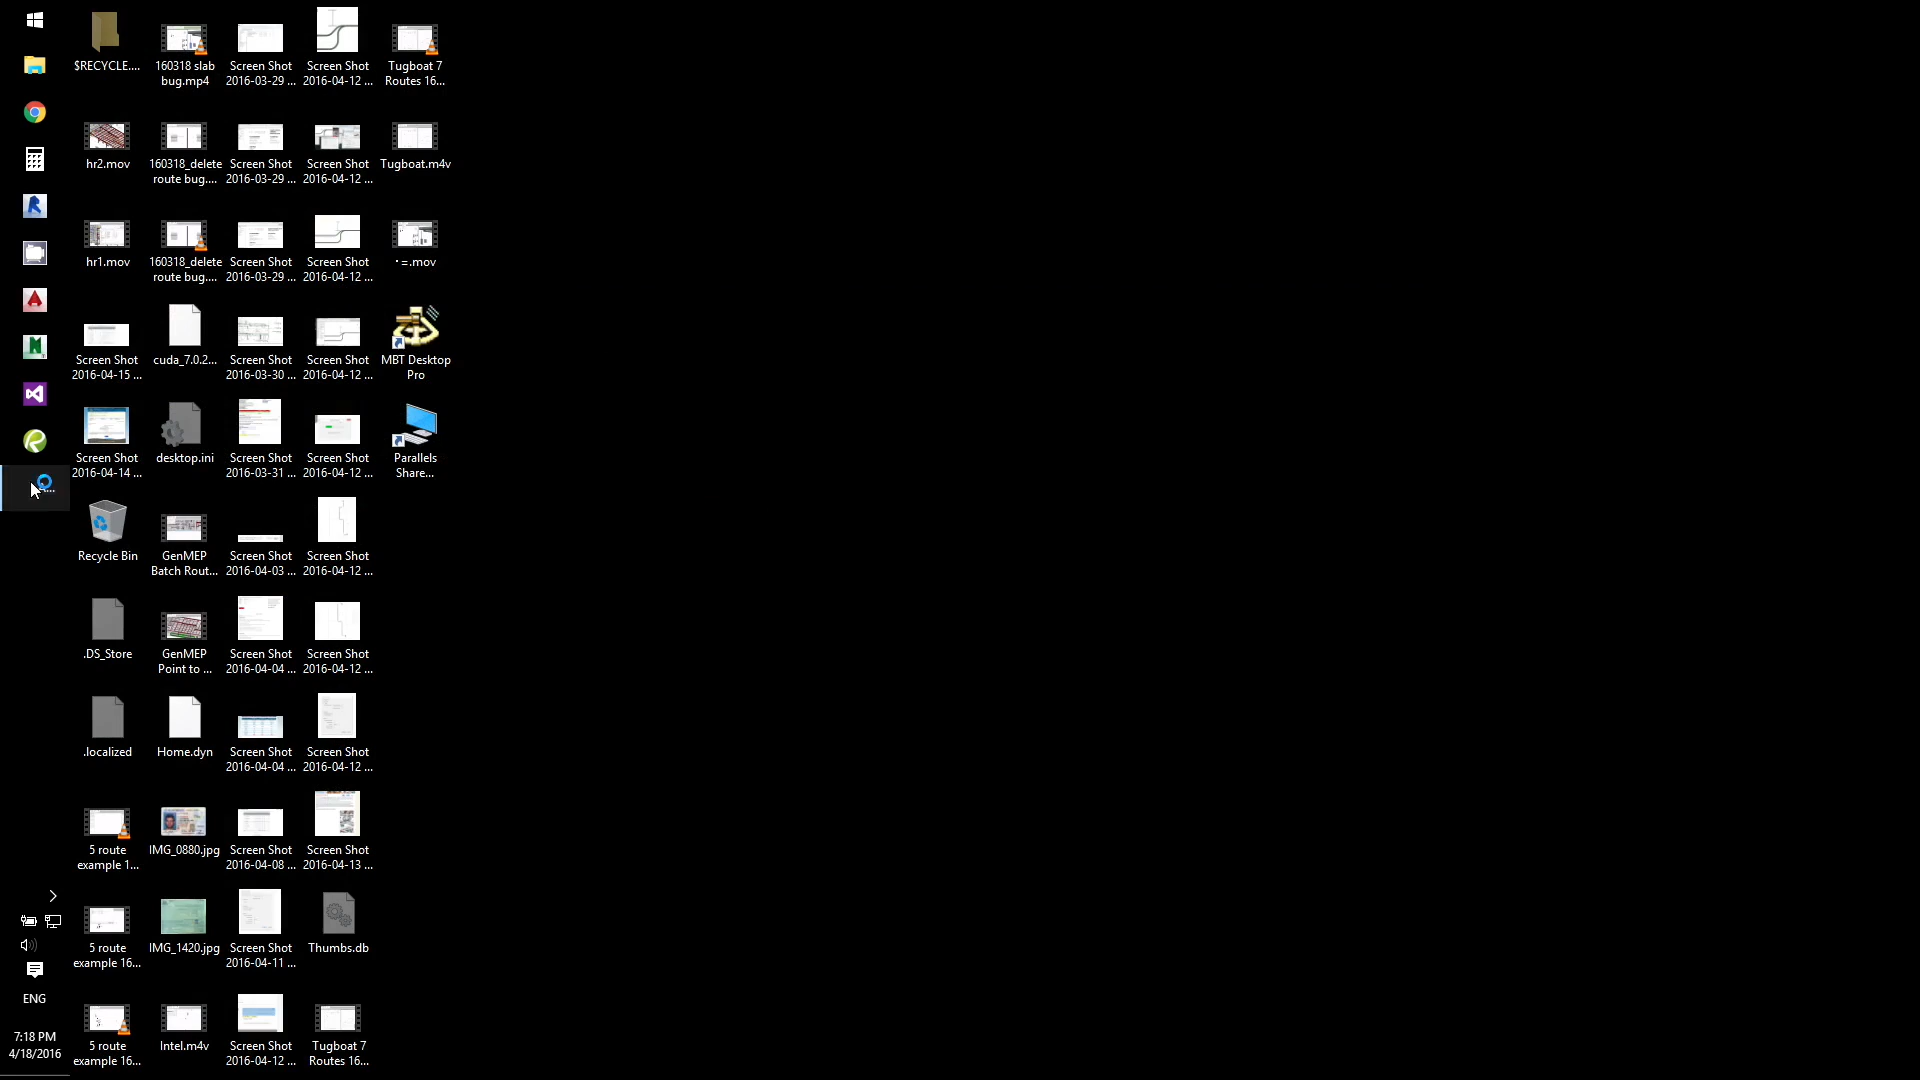 $RECYCLE....
160318 slab
bug.mp4
Screen Shot
2016-03-29 ...
Screen Shot
2016-04-12 ...
Tugboat 7
Routes 16...
hr2.mov
160318_delete
route bug....
Screen Shot
2016-03-29 ...
Screen Shot
2016-04-12 ...
Tugboat.m4v
hr1.mov
160318_delete
route bug....
Screen Shot
2016-03-29 ...
Screen Shot
2016-04-12 ...
·=.mov
Screen Shot
2016-04-15 ...
cuda_7.0.2...
Screen Shot
2016-03-30 ...
Screen Shot
2016-04-12 ...
MBT Desktop
Pro
Screen Shot
2016-04-14 ...
desktop.ini
Screen Shot
2016-03-31 ...
Screen Shot
2016-04-12 ...
Parallels
Share...
Recycle Bin
GenMEP
Batch Rout...
Screen Shot
2016-04-03 ...
Screen Shot
2016-04-12 ...
.DS_Store
GenMEP
Point to ...
Screen Shot
2016-04-04 ...
Screen Shot
2016-04-12 ...
.localized
Home.dyn
Screen Shot
2016-04-04 ...
Screen Shot
2016-04-12 ...
5 route
example 1...
IMG_0880.jpg
Screen Shot
2016-04-08 ...
Screen Shot
2016-04-13 ...
5 route
example 16...
IMG_1420.jpg
Screen Shot
2016-04-11 ...
Thumbs.db
5 route
example 16...
Intel.m4v
Screen Shot
2016-04-12 ...
Tugboat 7
Routes 16...
ENG
7:18 PM
4/18/2016